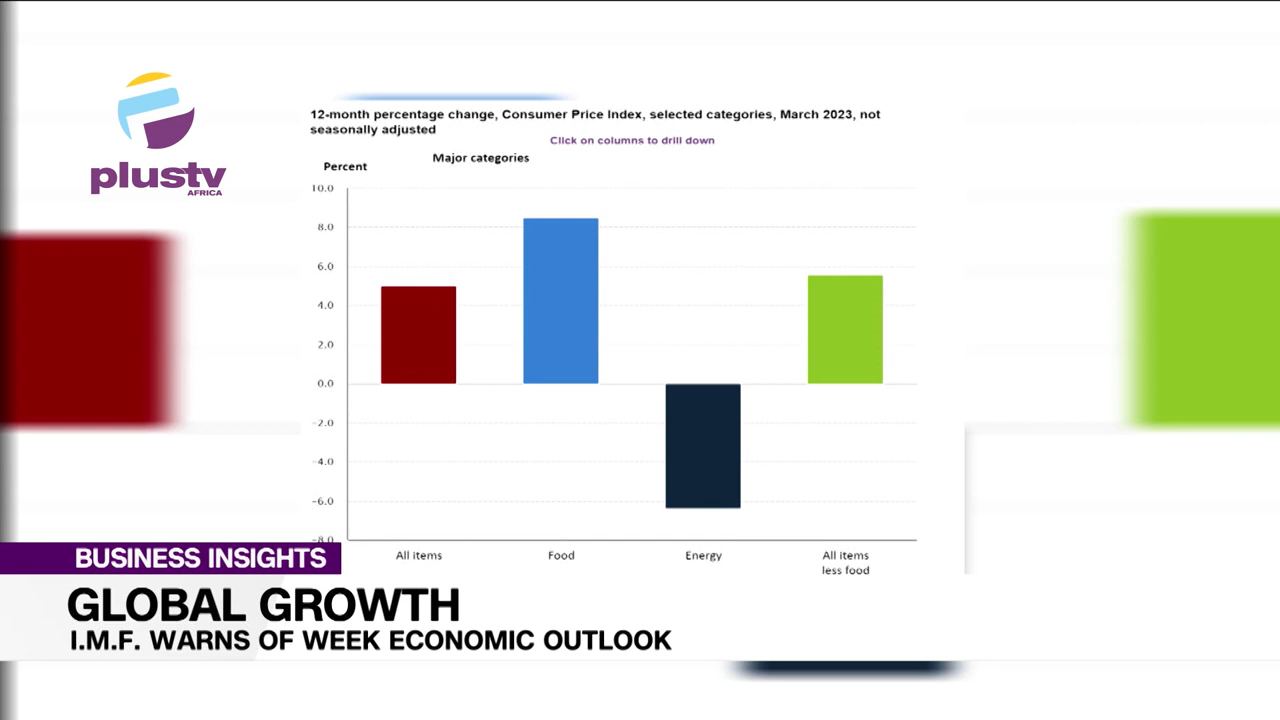 plustv
AFRICA
12-month percentage change, Consumer Price Index, selected categories, March 2023, not
seasonally adjusted
Click on columns to drill down
Major categories
Percent
10.0
8.0
6.0
4.0
2.0
0.0
-2.0
-4.0
-6.0
-8.0
All items
Food
Energy
All items
less food
BUSINESS INSIGHTS
GLOBAL GROWTH
I.M.F. WARNS OF WEEK ECONOMIC OUTLOOK